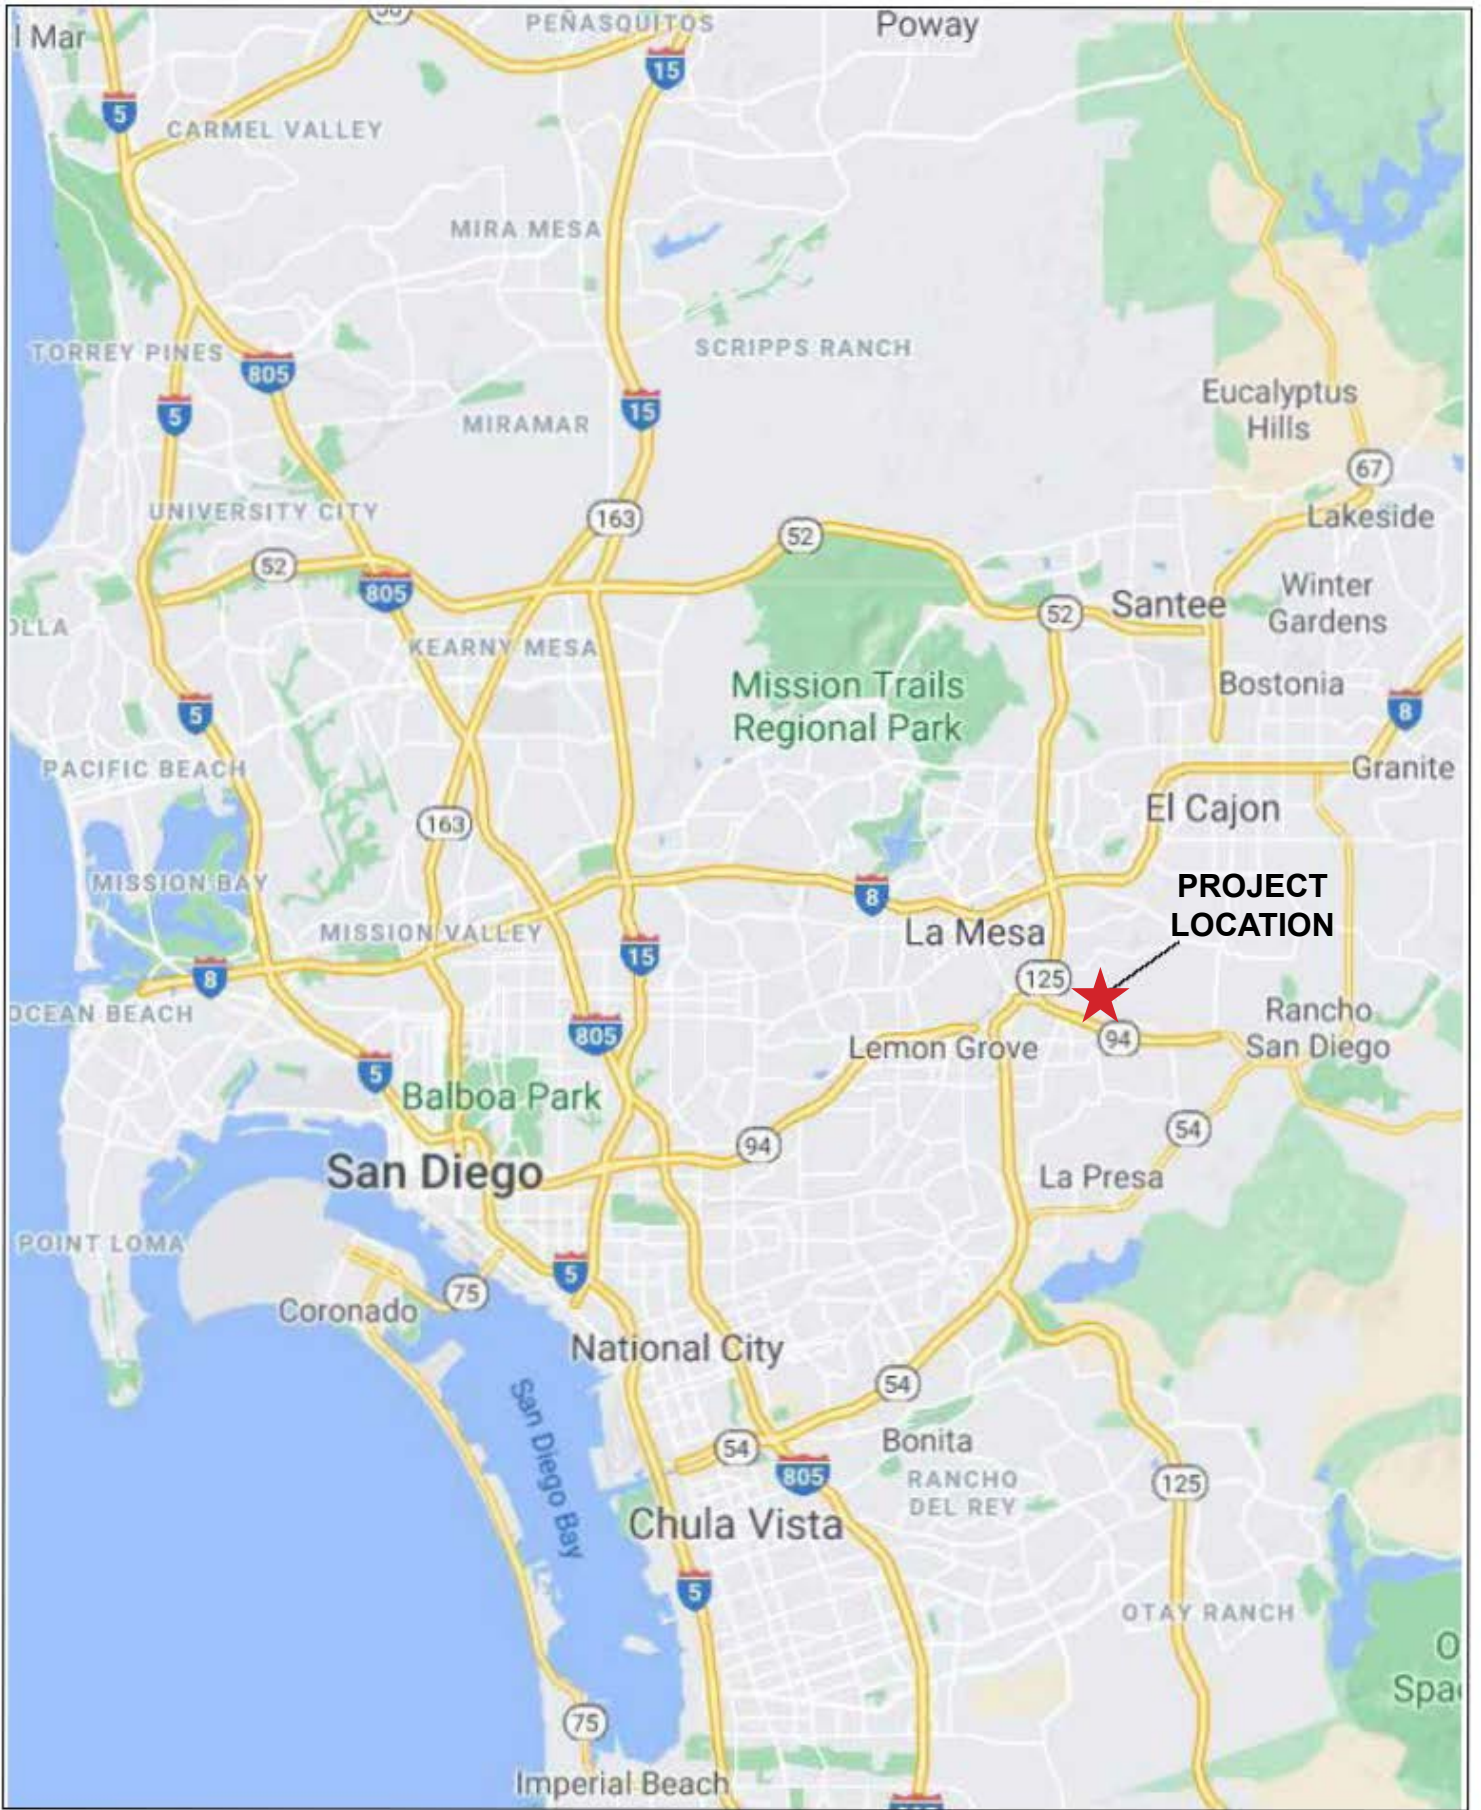 PEÑASQUITOS
Poway
l Mar
15
5
CARMEL VALLEY
MIRA MESA
SCRIPPS RANCH
TORREY PINES
805
Eucalyptus
Hills
5
15
MIRAMAR
67
UNIVERSITY CITY
163
Lakeside
52
52
805
Winter
Gardens
Santee
52
OLLA
KEARNY MESA
Mission Trails
Regional Park
Bostonia
5
8
PACIFIC BEACH
Granite
El Cajon
163
MISSION BAY
8
PROJECT
LOCATION
MISSION VALLEY
La Mesa
15
8
125
OCEAN BEACH
805
Rancho
San Diego
Lemon Grove
94
5
Balboa Park
54
94
San Diego
La Presa
POINT LOMA
5
75
Coronado
National City
54
San Diego Bay
54
Bonita
805
RANCHO
DEL REY
125
Chula Vista
5
OTAY RANCH
O
Spa
75
Imperial Beach